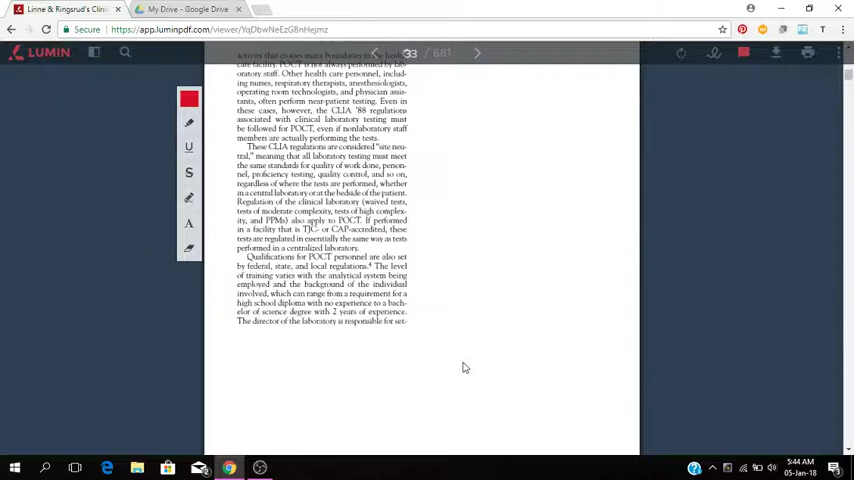 Linne & Ringsrud's Clinic
My Drive - Google Drive
Secure
https://app.luminpdf.com/viewer/YqDbwNeEzGBnHejmz
LUMIN
33 / 681
activity that crosses many boundaries in the health
care facility. POCT is not always performed by lab-
oratory staff. Other health care personnel, includ-
ing nurses, respiratory therapists, anesthesiologists,
operating room technologists, and physician assis-
tants, often perform near-patient testing. Even in
these cases, however, the CLIA '88 regulations
associated with clinical laboratory testing must
be followed for POCT, even if nonlaboratory staff
members are actually performing the tests.
These CLIA regulations are considered "site neu-
tral," meaning that all laboratory testing must meet
the same standards for quality of work done, person-
nel, proficiency testing, quality control, and so on,
regardless of where the tests are performed, whether
in a central laboratory or at the bedside of the patient.
Regulation of the clinical laboratory (waived tests,
tests of moderate complexity, tests of high complex-
ity, and PPMs) also apply to POCT. If performed
in a facility that is TJC- or CAP-accredited, these
tests are regulated in essentially the same way as tests
performed in a centralized laboratory.
Qualifications for POCT personnel are also set
by federal, state, and local regulations.⁴ The level
of training varies with the analytical system being
employed and the background of the individual
involved, which can range from a requirement for a
high school diploma with no experience to a bach-
elor of science degree with 2 years of experience.
The director of the laboratory is responsible for set-
U
S
A
5:44 AM
05-Jan-18